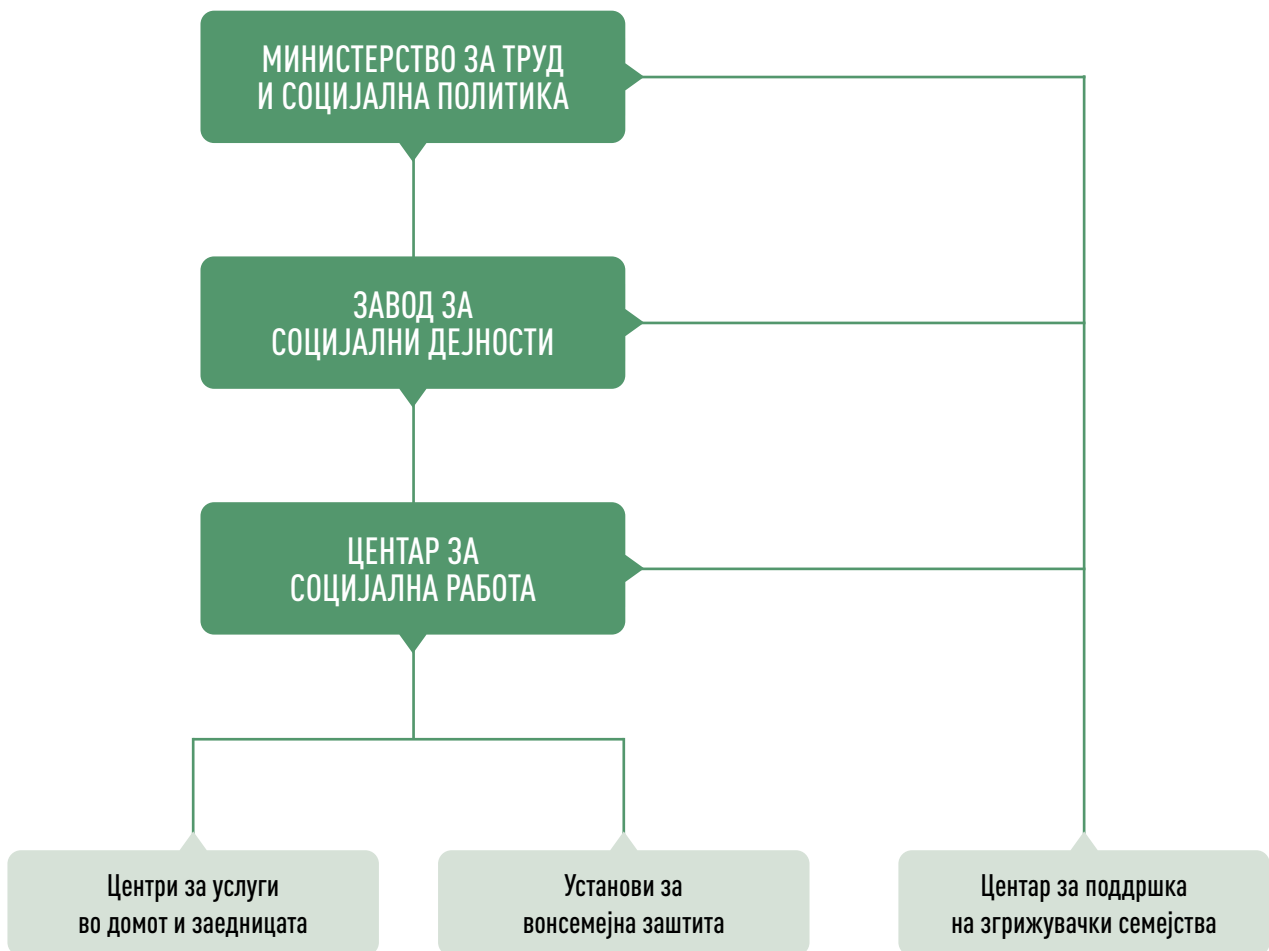 МИНИСТЕРСТВО ЗА ТРУД
И СОЦИЈАЛНА ПОЛИТИКА
ЗАВОД ЗА
СОЦИЈАЛНИ ДЕЈНОСТИ
ЦЕНТАР ЗА
СОЦИЈАЛНА РАБОТА
Центри за услуги
во домот и заедницата
Установи за
вонсемејна заштита
Центар за поддршка
на згрижувачки семејства